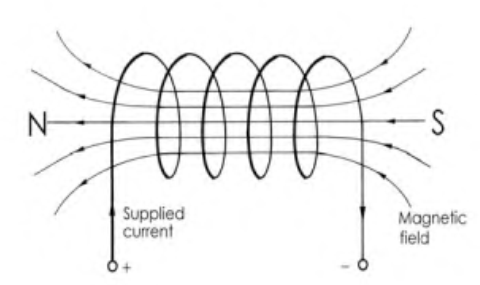 N
S
Supplied
current
Magnetic
field
+
−